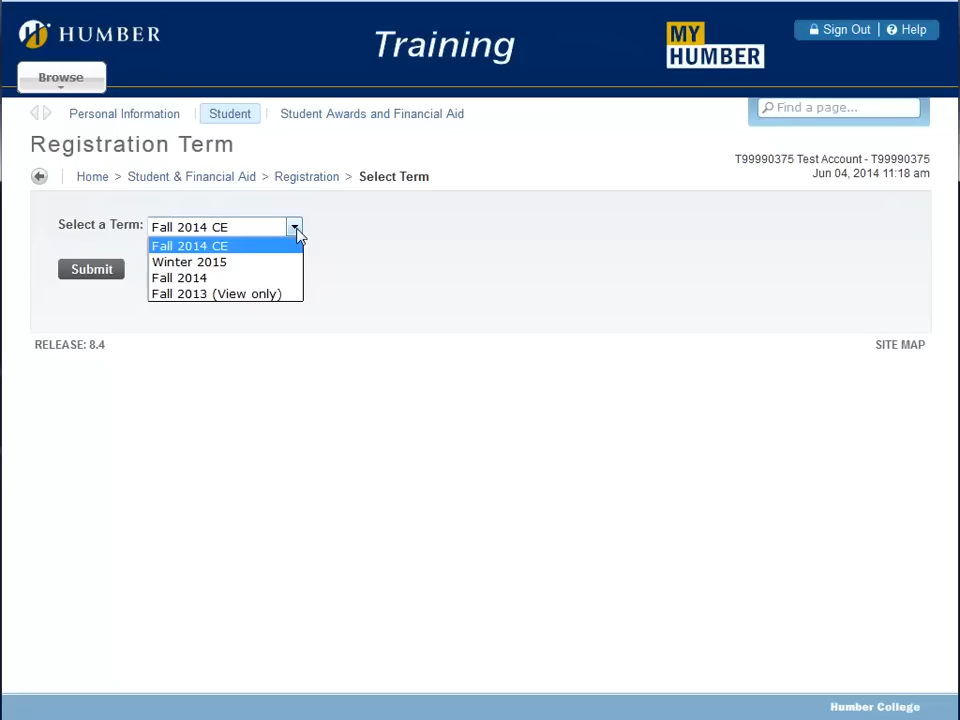 HUMBER
Training
MY
HUMBER
Sign Out | Help
Browse
Personal Information
Student
Student Awards and Financial Aid
Find a page...
Registration Term
T99990375 Test Account - T99990375
Jun 04, 2014 11:18 am
Home > Student & Financial Aid > Registration > Select Term
Select a Term: Fall 2014 CE
Fall 2014 CE
Winter 2015
Fall 2014
Fall 2013 (View only)
Submit
RELEASE: 8.4
SITE MAP
Humber College